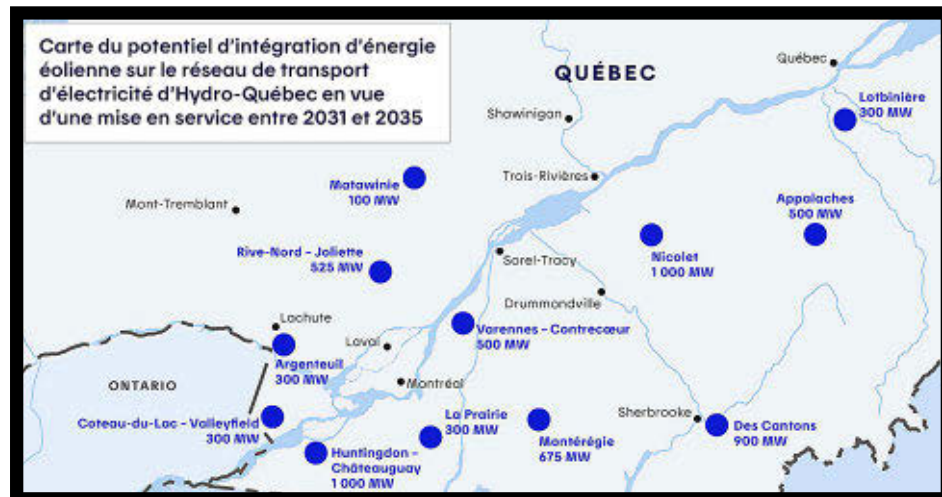 Carte du potentiel d'intégration d'énergie
éolienne sur le réseau de transport
d'électricité d'Hydro-Québec en vue
d'une mise en service entre 2031 et 2035
QUÉBEC
Québec
Lotbinière
300 MW
Shawinigan
Matawinie
100 MW
Trois-Rivières
Mont-Tremblant
Appalaches
500 MW
Rive-Nord – Joliette
525 MW
Sorel-Tracy
Nicolet
1 000 MW
Drummondville
Lachute
Varennes – Contrecœur
500 MW
Laval
Argenteuil
300 MW
Montréal
ONTARIO
Coteau-du-Lac – Valleyfield
300 MW
La Prairie
300 MW
Sherbrooke
Des Cantons
900 MW
Montérégie
675 MW
Huntingdon –
Châteauguay
1 000 MW